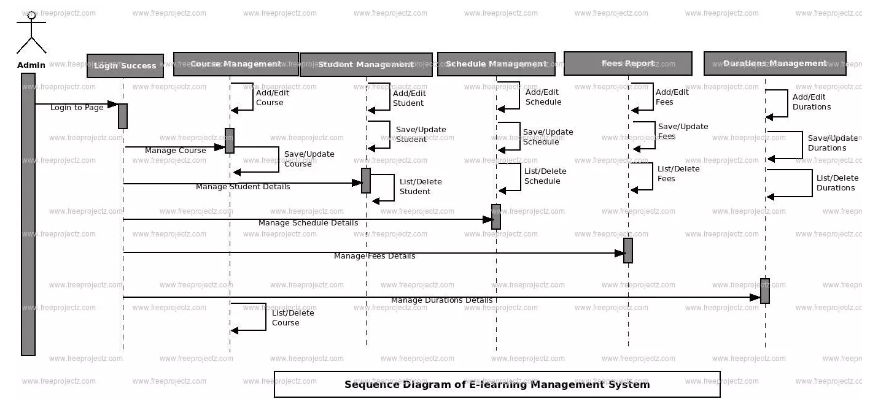 Admin
Login Success
Course Management
Student Management
Schedule Management
Fees Report
Durations Management
Add/Edit
Course
Add/Edit
Student
Add/Edit
Schedule
Add/Edit
Fees
Add/Edit
Durations
Login to Page
Save/Update
Student
Save/Update
Schedule
Save/Update
Fees
Save/Update
Durations
Manage Course
Save/Update
Course
List/Delete
Student
List/Delete
Schedule
List/Delete
Fees
List/Delete
Durations
Manage Student Details
Manage Schedule Details
Manage Fees Details
Manage Durations Details
List/Delete
Course
Sequence Diagram of E-learning Management System
www.freeprojectz.com